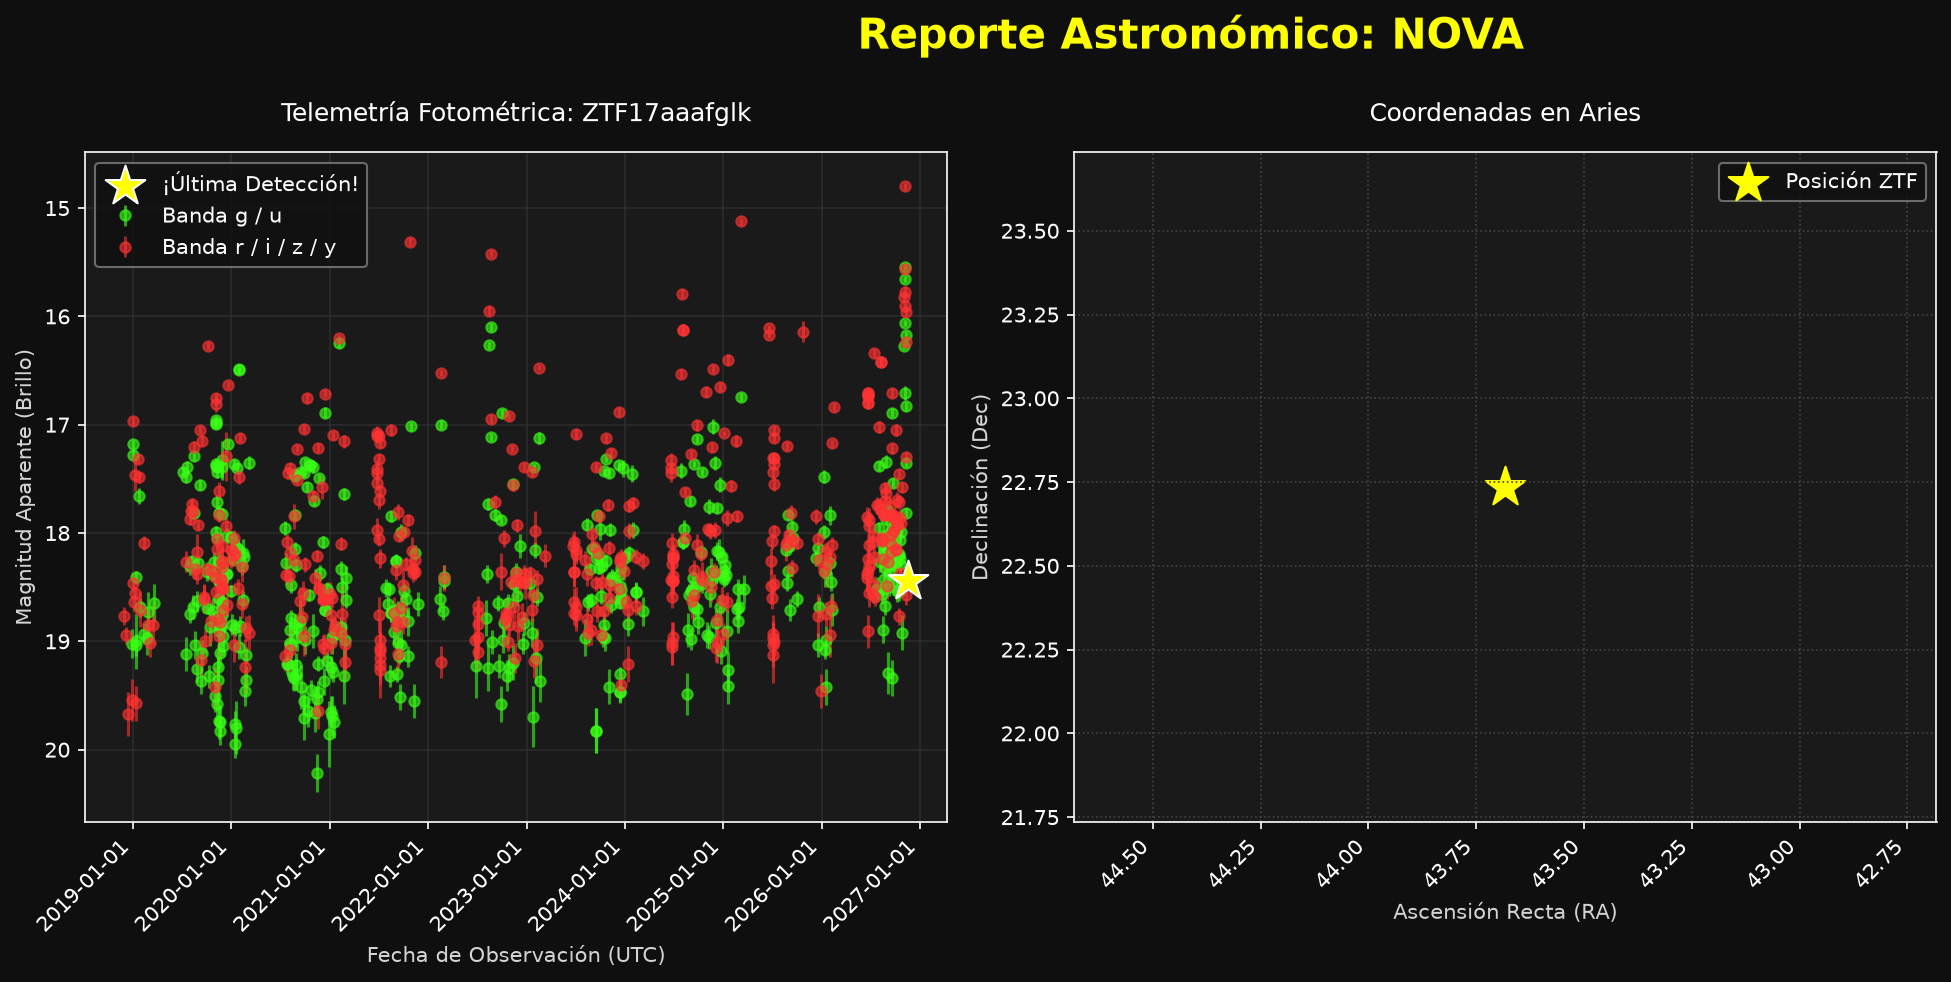 Reporte Astronómico: NOVA
Telemetría Fotométrica: ZTF17aaafglk
¡Última Detección!
Banda g / u
Banda r / i / z / y
15
16
17
18
19
20
Magnitud Aparente (Brillo)
2019-01-01
2020-01-01
2021-01-01
2022-01-01
2023-01-01
2024-01-01
2025-01-01
2026-01-01
2027-01-01
Fecha de Observación (UTC)
Coordenadas en Aries
Posición ZTF
23.50
23.25
23.00
22.75
22.50
22.25
22.00
21.75
Declinación (Dec)
44.50
44.25
44.00
43.75
43.50
43.25
43.00
42.75
Ascensión Recta (RA)